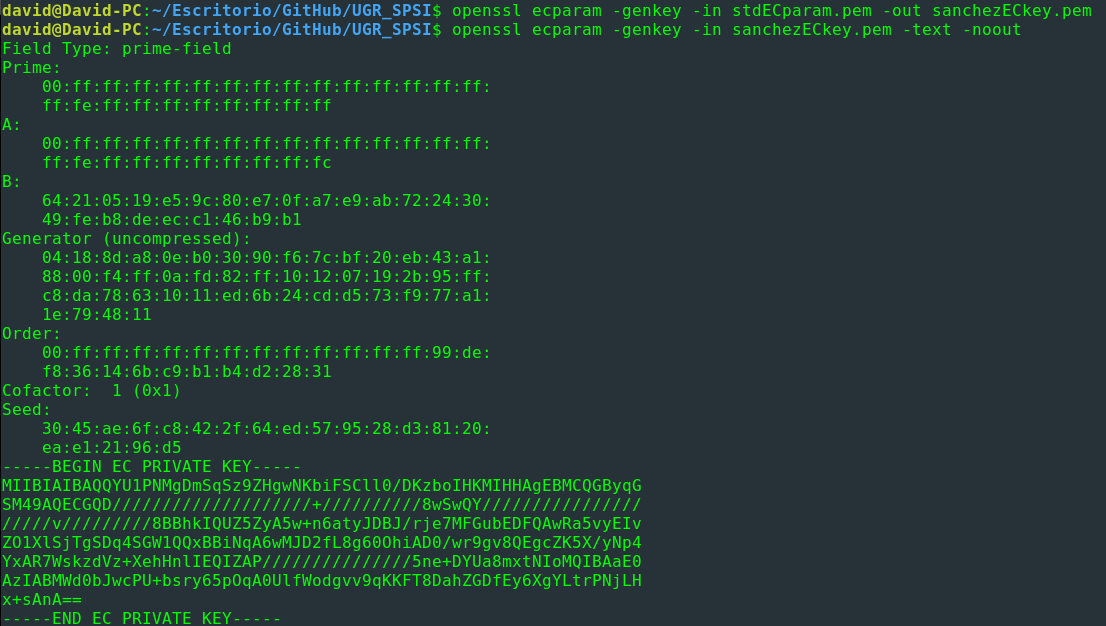 david@David-PC:~/Escritorio/GitHub/UGR_SPSI$ openssl ecparam -genkey -in stdECparam.pem -out sanchezECkey.pem
david@David-PC:~/Escritorio/GitHub/UGR_SPSI$ openssl ecparam -genkey -in sanchezECkey.pem -text -noout
Field Type: prime-field
Prime:
    00:ff:ff:ff:ff:ff:ff:ff:ff:ff:ff:ff:ff:ff:ff:
    ff:fe:ff:ff:ff:ff:ff:ff:ff:ff
A:
    00:ff:ff:ff:ff:ff:ff:ff:ff:ff:ff:ff:ff:ff:ff:
    ff:fe:ff:ff:ff:ff:ff:ff:ff:fc
B:
    64:21:05:19:e5:9c:80:e7:0f:a7:e9:ab:72:24:30:
    49:fe:b8:de:ec:c1:46:b9:b1
Generator (uncompressed):
    04:18:8d:a8:0e:b0:30:90:f6:7c:bf:20:eb:43:a1:
    88:00:f4:ff:0a:fd:82:ff:10:12:07:19:2b:95:ff:
    c8:da:78:63:10:11:ed:6b:24:cd:d5:73:f9:77:a1:
    1e:79:48:11
Order:
    00:ff:ff:ff:ff:ff:ff:ff:ff:ff:ff:ff:ff:99:de:
    f8:36:14:6b:c9:b1:b4:d2:28:31
Cofactor:  1 (0x1)
Seed:
    30:45:ae:6f:c8:42:2f:64:ed:57:95:28:d3:81:20:
    ea:e1:21:96:d5
-----BEGIN EC PRIVATE KEY-----
MIIBIAIBAQQYU1PNMgDmSqSz9ZHgwNKbiFSCll0/DKzboIHKMIHHAgEBMCQGByqG
SM49AQECGQD////////////////////+//////////8wSwQY////////////////
/////v//////////8BBhkIQUZ5ZyA5w+n6atyJDBJ/rje7MFGubEDFQAwRa5vyEIv
ZO1XlSjTgSDq4SGW1QQxBBiNqA6wMJD2fL8g60OhiAD0/wr9gv8QEgcZK5X/yNp4
YxAR7WskzdVz+XehHnlIEQIZAP///////////////5ne+DYUa8mxtNIoMQIBAaE0
AzIABMWd0bJwcPU+bsry65pOqA0UlfWodgvv9qKKFT8DahZGDfEy6XgYLtrPNjLH
x+sAnA==
-----END EC PRIVATE KEY-----